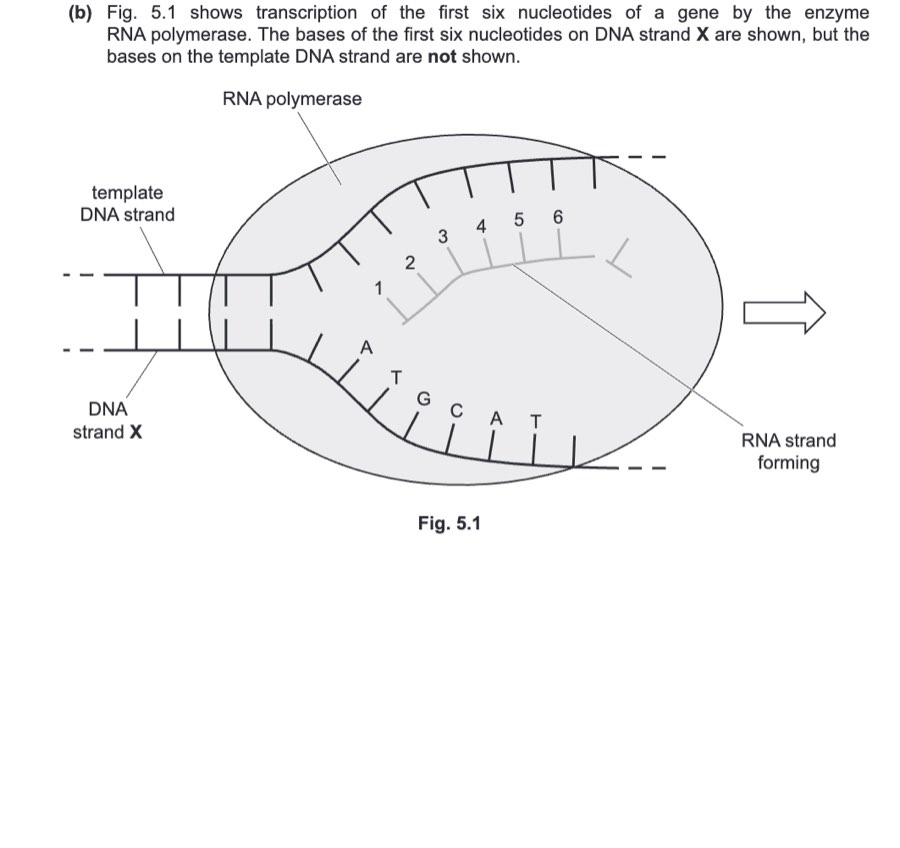 (b) Fig. 5.1 shows transcription of the first six nucleotides of a gene by the enzyme
RNA polymerase. The bases of the first six nucleotides on DNA strand X are shown, but the
bases on the template DNA strand are not shown.
RNA polymerase
template
DNA strand
1
2
3
4
5
6
A
T
G
C
A
T
DNA
strand X
RNA strand
forming
Fig. 5.1